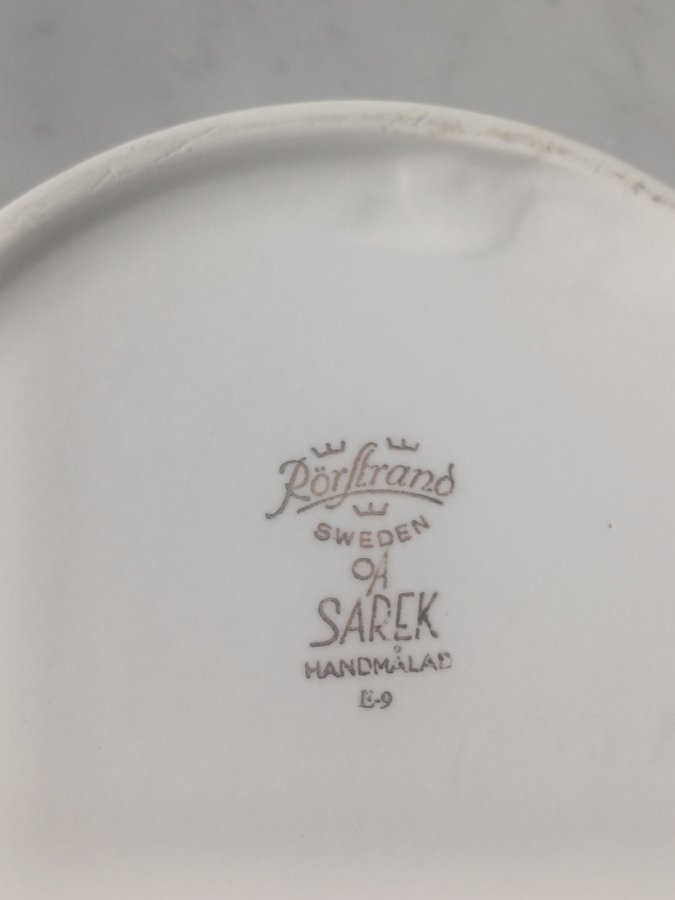 Rörstrand
SWEDEN
OA
SAREK
HANDMÅLAD
E-9